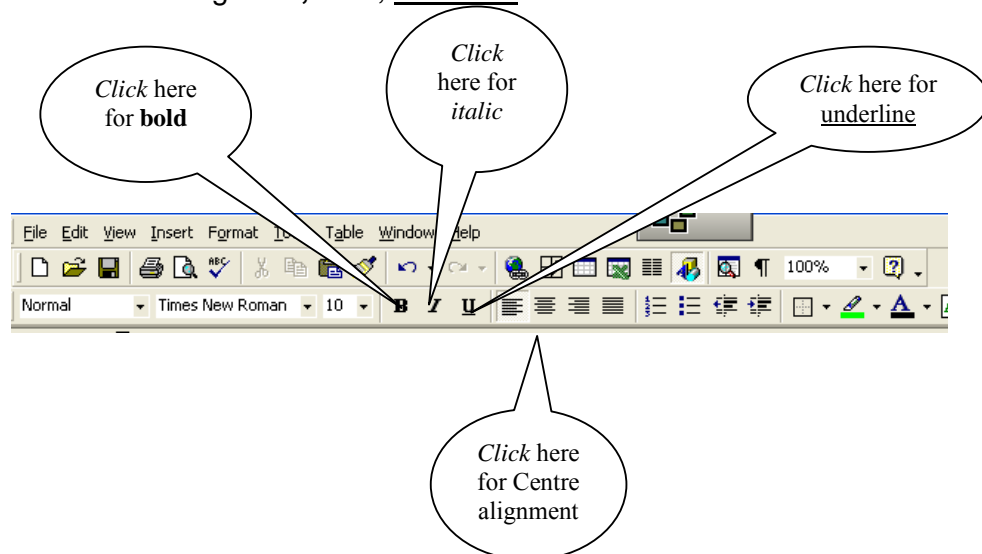 Click
here for
italic
Click here
for bold
Click here for
underline
File Edit View Insert Format Table Window Help
ABC
100%
Normal Times New Roman 10 B I U A
Click here
for Centre
alignment